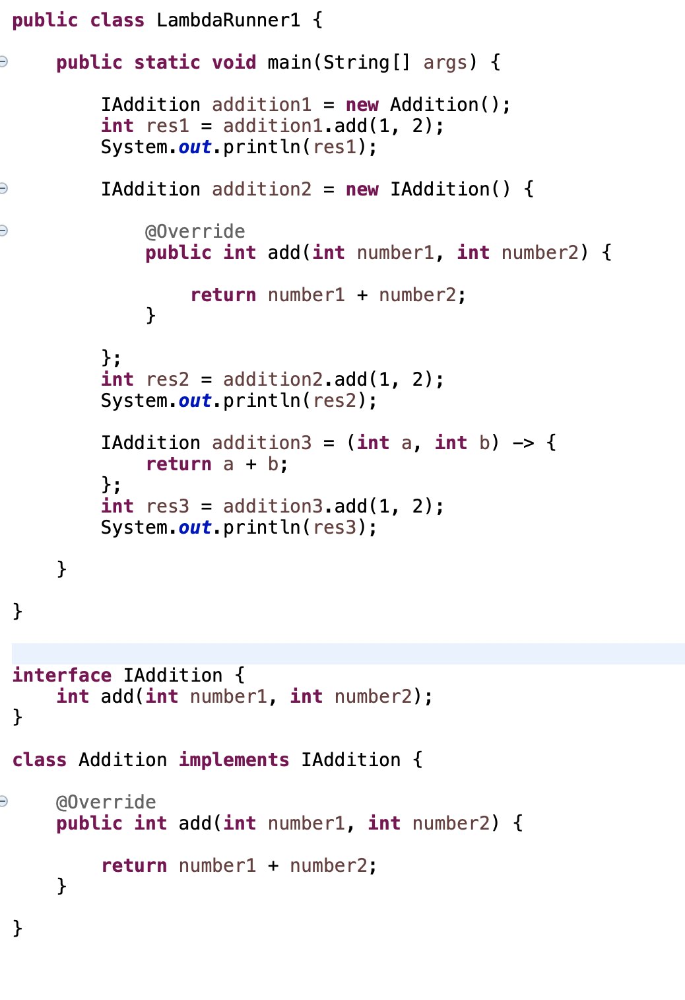 public class LambdaRunner1 {
public static void main(String[] args) {
IAddition addition1 = new Addition();
int res1 = addition1.add(1, 2);
System.out.println(res1);
IAddition addition2 = new IAddition() {
@Override
public int add(int number1, int number2) {
return number1 + number2;
}
};
int res2 = addition2.add(1, 2);
System.out.println(res2);
IAddition addition3 = (int a, int b) -> {
return a + b;
};
int res3 = addition3.add(1, 2);
System.out.println(res3);
}
}
interface IAddition {
int add(int number1, int number2);
}
class Addition implements IAddition {
@Override
public int add(int number1, int number2) {
return number1 + number2;
}
}